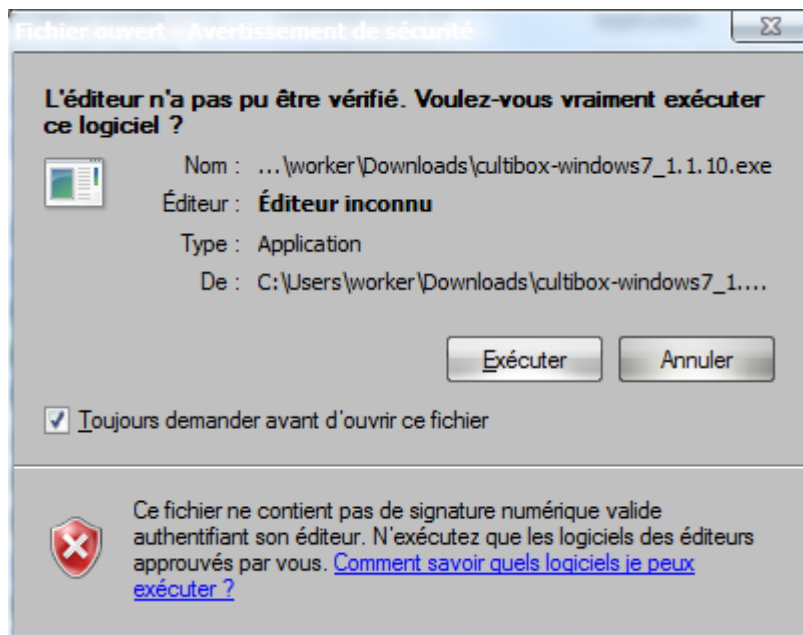 Fichier ouvert - Avertissement de sécurité
L'éditeur n'a pas pu être vérifié. Voulez-vous vraiment exécuter
ce logiciel ?
Nom : ...\worker\Downloads\cultibox-windows7_1.1.10.exe
Éditeur : Éditeur inconnu
Type : Application
De : C:\Users\worker\Downloads\cultibox-windows7_1....
Exécuter Annuler
Toujours demander avant d'ouvrir ce fichier
Ce fichier ne contient pas de signature numérique valide
authentifiant son éditeur. N'exécutez que les logiciels des éditeurs
approuvés par vous. Comment savoir quels logiciels je peux
exécuter ?